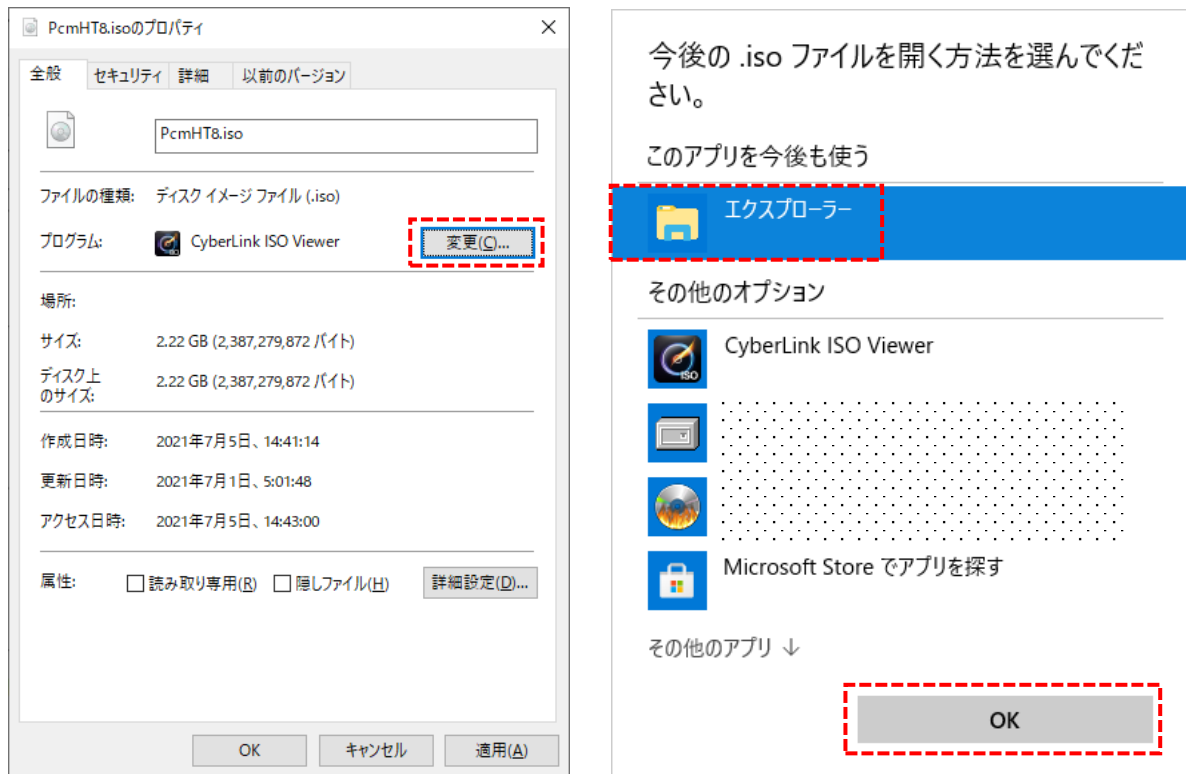 PcmHT8.isoのプロパティ
全般 セキュリティ 詳細 以前のバージョン
PcmHT8.iso
ファイルの種類: ディスク イメージ ファイル (.iso)
プログラム: CyberLink ISO Viewer 変更(C)...
場所:
サイズ: 2.22 GB (2,387,279,872 バイト)
ディスク上
のサイズ: 2.22 GB (2,387,279,872 バイト)
作成日時: 2021年7月5日、14:41:14
更新日時: 2021年7月1日、5:01:48
アクセス日時: 2021年7月5日、14:43:00
属性: 読み取り専用(R) 隠しファイル(H) 詳細設定(D)...
OK キャンセル 適用(A)
今後の .iso ファイルを開く方法を選んでくだ
さい。
このアプリを今後も使う
エクスプローラー
その他のオプション
CyberLink ISO Viewer
ISO
Microsoft Store でアプリを探す
その他のアプリ ↓
OK